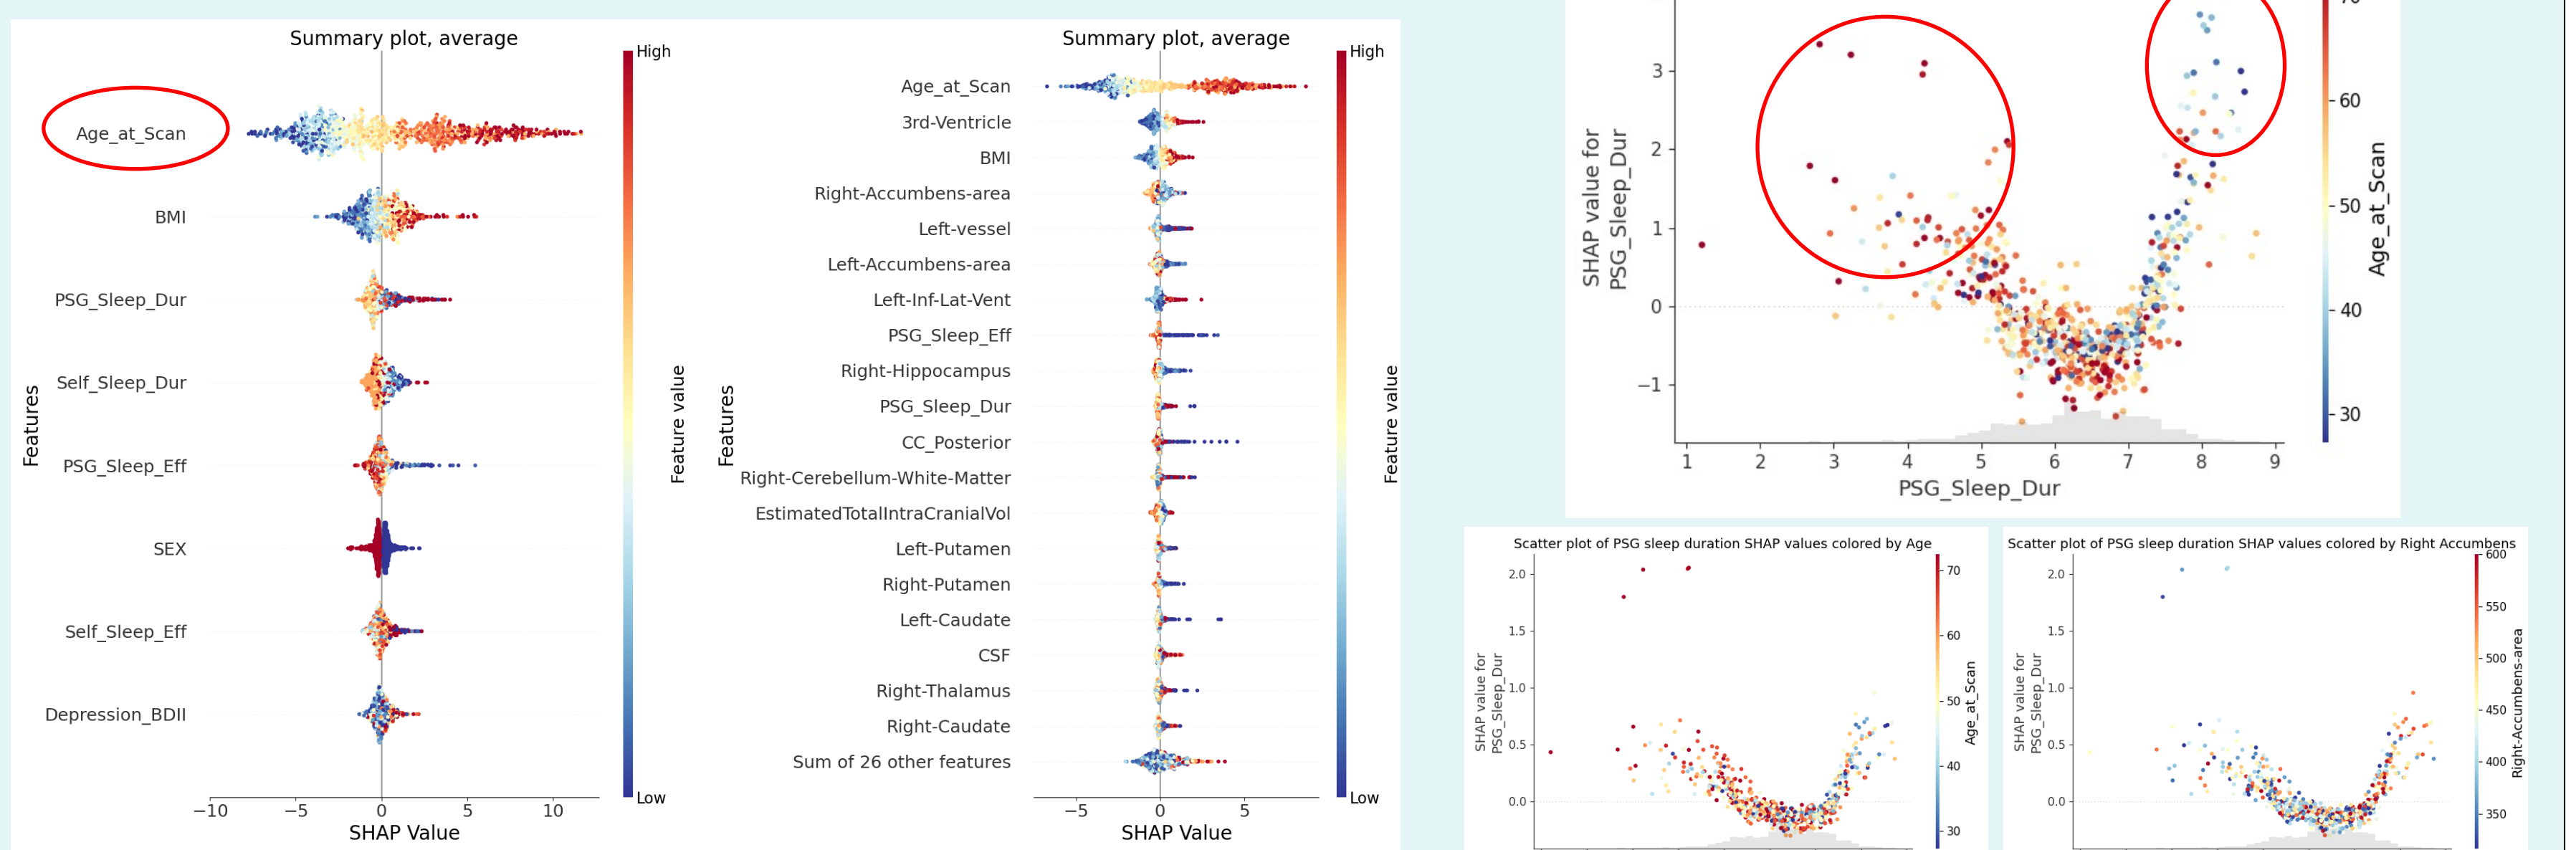 Summary plot, average
High
Age_at_Scan
BMI
PSG_Sleep_Dur
Self_Sleep_Dur
PSG_Sleep_Eff
SEX
Self_Sleep_Eff
Depression_BDII
Features
Feature value
Low
−10 −5 0 5 10
SHAP Value
Summary plot, average
High
Age_at_Scan
3rd-Ventricle
BMI
Right-Accumbens-area
Left-vessel
Left-Accumbens-area
Left-Inf-Lat-Vent
PSG_Sleep_Eff
Right-Hippocampus
PSG_Sleep_Dur
CC_Posterior
Right-Cerebellum-White-Matter
EstimatedTotalIntraCranialVol
Left-Putamen
Right-Putamen
Left-Caudate
CSF
Right-Thalamus
Right-Caudate
Sum of 26 other features
Features
Feature value
Low
−5 0 5
SHAP Value
3
2
1
0
−1
SHAP value for
PSG_Sleep_Dur
1 2 3 4 5 6 7 8 9
PSG_Sleep_Dur
60
50
40
30
Age_at_Scan
Scatter plot of PSG sleep duration SHAP values colored by Age
2.0
1.5
1.0
0.5
0.0
SHAP value for
PSG_Sleep_Dur
70
60
50
40
30
Age_at_Scan
Scatter plot of PSG sleep duration SHAP values colored by Right Accumbens
2.0
1.5
1.0
0.5
0.0
SHAP value for
PSG_Sleep_Dur
600
550
500
450
400
350
Right-Accumbens-area